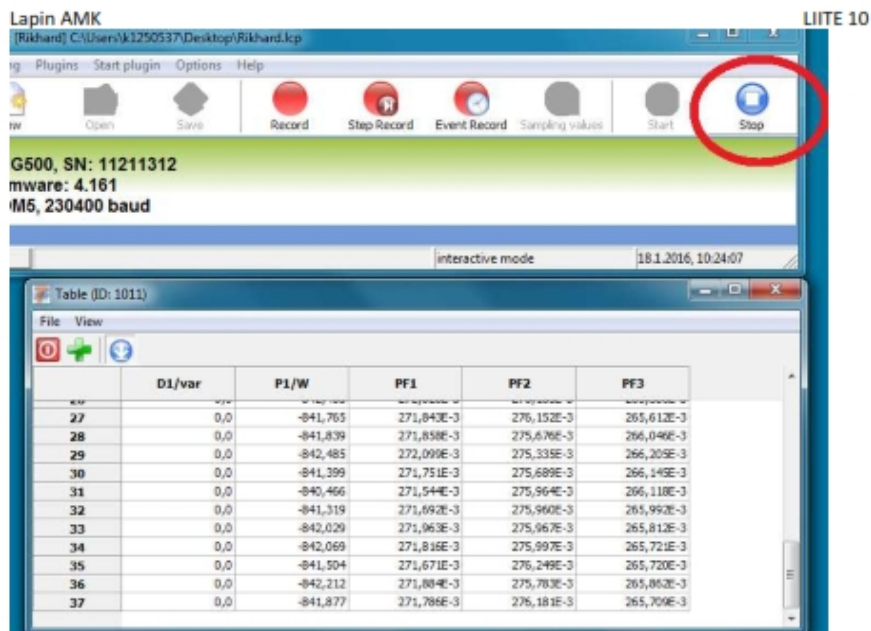 Lapin AMK LIITE 10
[Rikhard] C:\Users\k1250537\Desktop\Rikhard.lcp
Plugins Start plugin Options Help
Open Save Record Step Record Event Record Sampling values Start Stop
G500, SN: 11211312
mware: 4.161
M5, 230400 baud
interactive mode 18.1.2016, 10:24:07
Table (ID: 1011)
File View
D1/var P1/W PF1 PF2 PF3
27 0,0 -841,765 271,843E-3 276,152E-3 265,612E-3
28 0,0 -841,839 271,858E-3 275,676E-3 266,046E-3
29 0,0 -842,485 272,099E-3 275,335E-3 266,205E-3
30 0,0 -841,399 271,751E-3 275,689E-3 266,145E-3
31 0,0 -840,466 271,544E-3 275,964E-3 266,118E-3
32 0,0 -841,319 271,692E-3 275,960E-3 265,992E-3
33 0,0 -842,029 271,963E-3 275,967E-3 265,812E-3
34 0,0 -842,069 271,816E-3 275,997E-3 265,721E-3
35 0,0 -841,504 271,671E-3 276,249E-3 265,720E-3
36 0,0 -842,212 271,884E-3 275,783E-3 265,862E-3
37 0,0 -841,877 271,786E-3 276,181E-3 265,709E-3